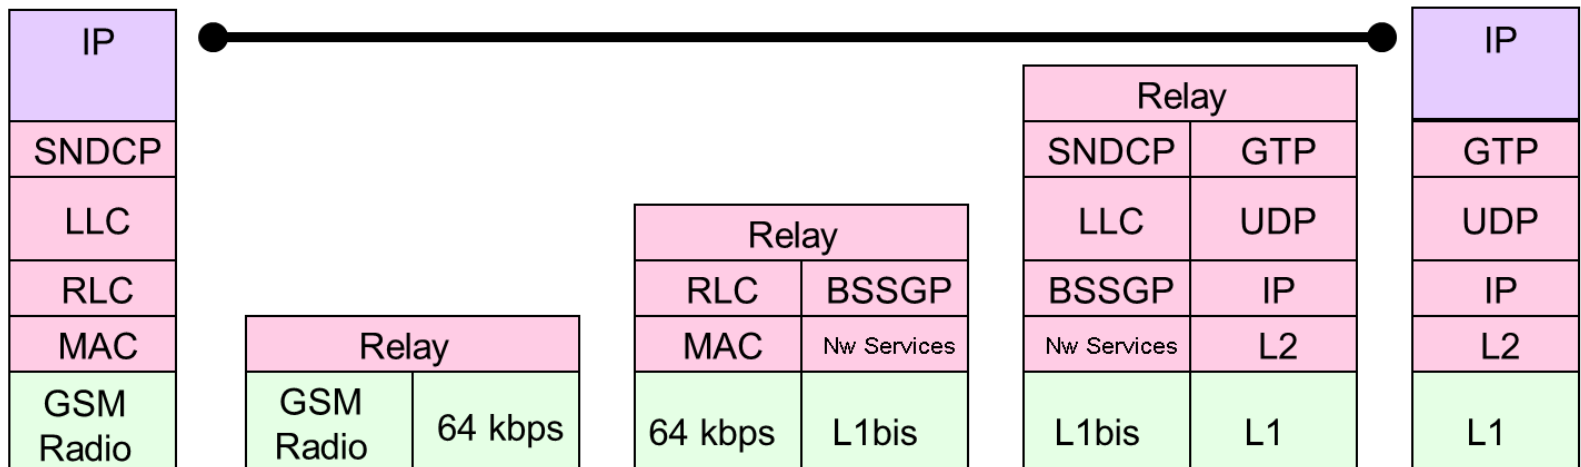 IP
IP
Relay
SNDCP
SNDCP
GTP
GTP
LLC
LLC
UDP
UDP
Relay
RLC
RLC
BSSGP
BSSGP
IP
IP
MAC
Relay
MAC
Nw Services
Nw Services
L2
L2
GSM
Radio
GSM
Radio
64 kbps
64 kbps
L1bis
L1bis
L1
L1